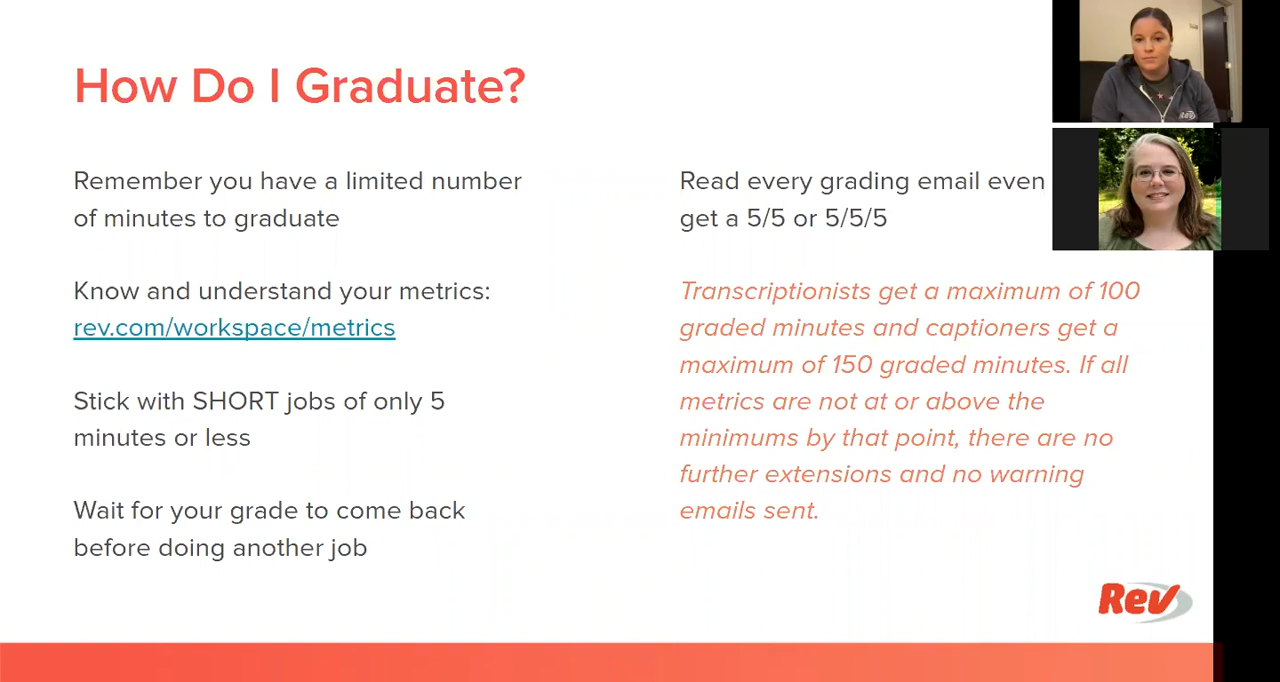 How Do I Graduate?
Remember you have a limited number
of minutes to graduate
Know and understand your metrics:
rev.com/workspace/metrics
Stick with SHORT jobs of only 5
minutes or less
Wait for your grade to come back
before doing another job
Read every grading email even
get a 5/5 or 5/5/5
Transcriptionists get a maximum of 100
graded minutes and captioners get a
maximum of 150 graded minutes. If all
metrics are not at or above the
minimums by that point, there are no
further extensions and no warning
emails sent.
Rev